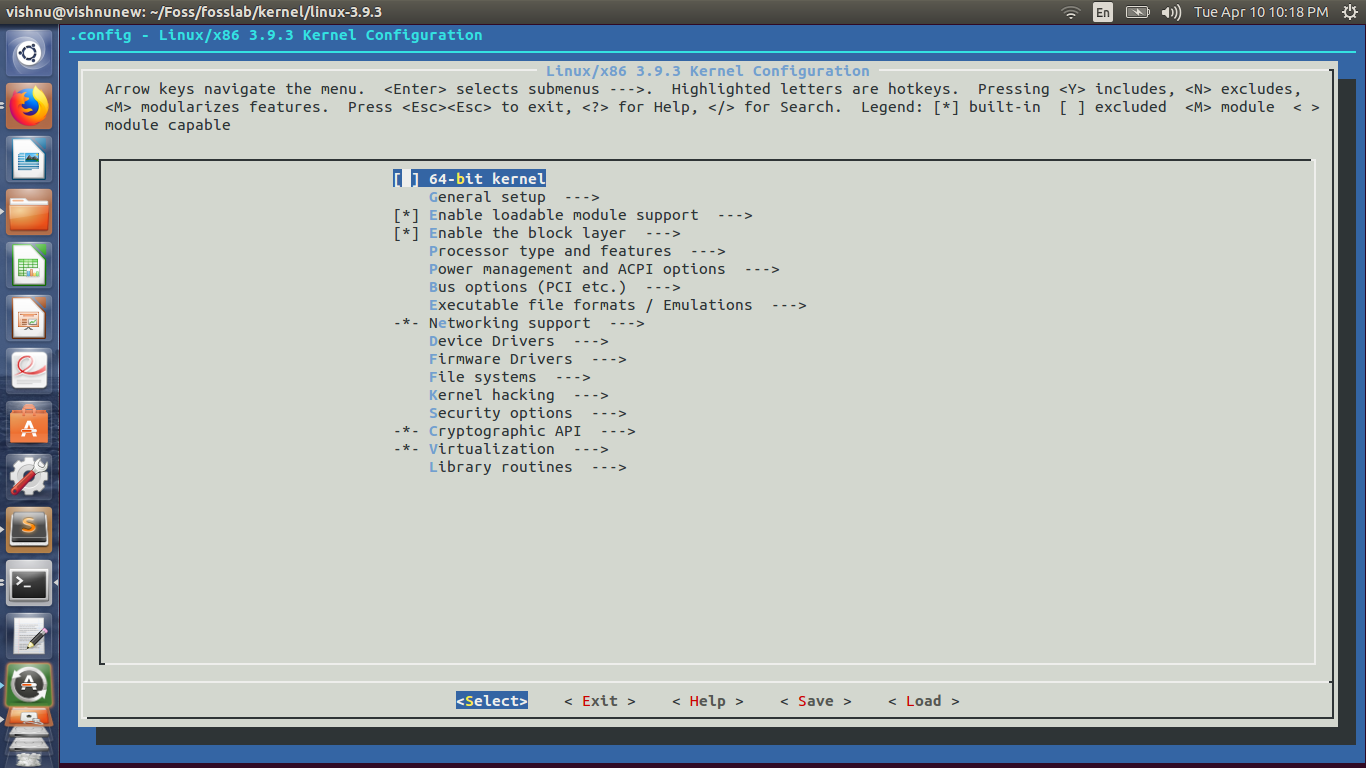 vishnu@vishnunew: ~/Foss/fosslab/kernel/linux-3.9.3 En Tue Apr 10 10:18 PM
.config - Linux/x86 3.9.3 Kernel Configuration
Linux/x86 3.9.3 Kernel Configuration
Arrow keys navigate the menu.  <Enter> selects submenus --->.  Highlighted letters are hotkeys.  Pressing <Y> includes, <N> excludes,
<M> modularizes features.  Press <Esc><Esc> to exit, <?> for Help, </> for Search.  Legend: [*] built-in  [ ] excluded  <M> module  < >
module capable
[ ] 64-bit kernel
General setup  --->
[*] Enable loadable module support  --->
[*] Enable the block layer  --->
Processor type and features  --->
Power management and ACPI options  --->
Bus options (PCI etc.)  --->
Executable file formats / Emulations  --->
-*- Networking support  --->
Device Drivers  --->
Firmware Drivers  --->
File systems  --->
Kernel hacking  --->
Security options  --->
-*- Cryptographic API  --->
-*- Virtualization  --->
Library routines  --->
<Select>    < Exit >    < Help >    < Save >    < Load >